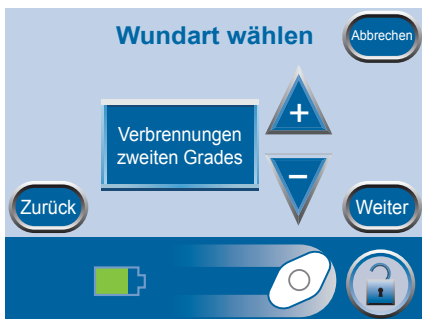 Wundart wählen
Abbrechen
+
Verbrennungen
zweiten Grades
−
Zurück
Weiter